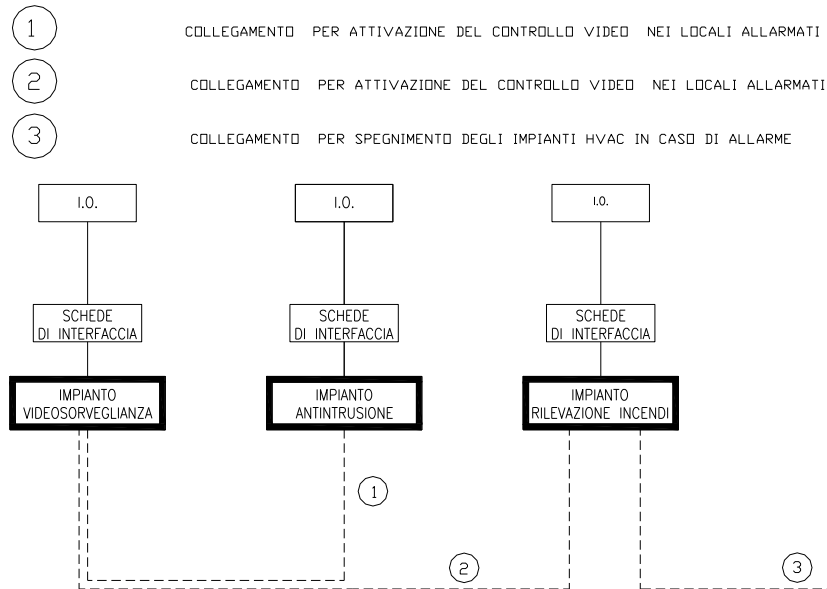 1 COLLEGAMENTO PER ATTIVAZIONE DEL CONTROLLO VIDEO NEI LOCALI ALLARMATI
2 COLLEGAMENTO PER ATTIVAZIONE DEL CONTROLLO VIDEO NEI LOCALI ALLARMATI
3 COLLEGAMENTO PER SPEGNIMENTO DEGLI IMPIANTI HVAC IN CASO DI ALLARME
I.O.
I.O.
I.O.
SCHEDE
DI INTERFACCIA
SCHEDE
DI INTERFACCIA
SCHEDE
DI INTERFACCIA
IMPIANTO
VIDEOSORVEGLIANZA
IMPIANTO
ANTINTRUSIONE
IMPIANTO
RILEVAZIONE INCENDI
1
2
3